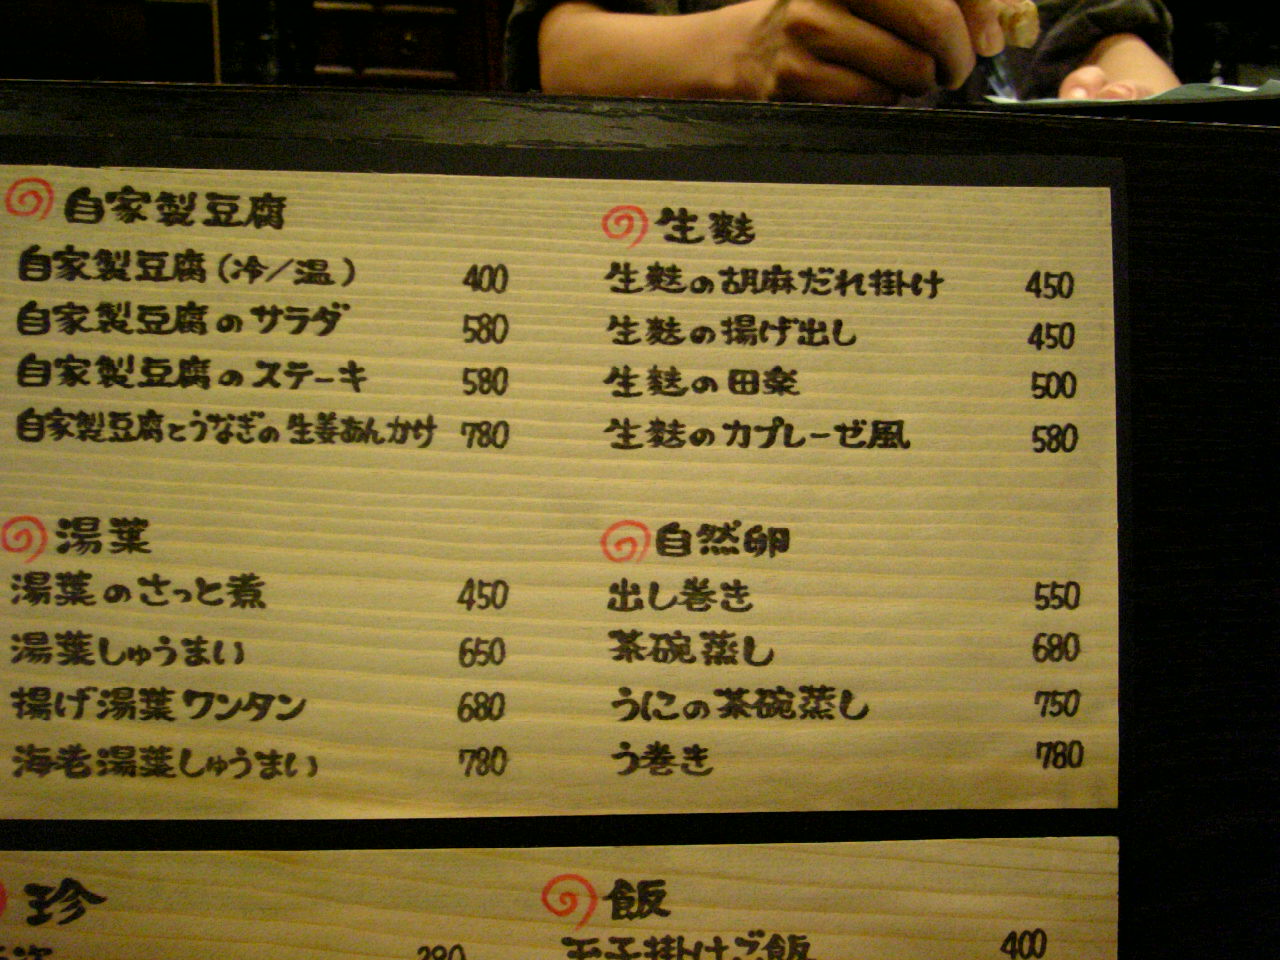 自家製豆腐
自家製豆腐(冷/温) 400
自家製豆腐のサラダ 580
自家製豆腐のステーキ 580
自家製豆腐とうなぎの生姜あんかけ 780
生麩
生麩の胡麻だれ掛け 450
生麩の揚げ出し 450
生麩の田楽 500
生麩のカプレーゼ風 580
湯葉
湯葉のさっと煮 450
湯葉しゅうまい 650
揚げ湯葉ワンタン 680
海老湯葉しゅうまい 780
自然卵
出し巻き 550
茶碗蒸し 680
うにの茶碗蒸し 750
う巻き 780
珍
380
飯
玉子掛けご飯 400